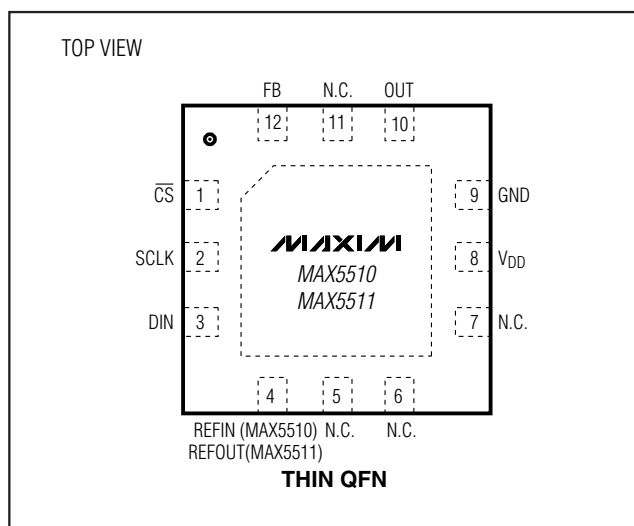 TOP VIEW
FB N.C. OUT
12 11 10
C̅S̅ 1 9 GND
MAXIM
SCLK 2 MAX5510 8 VDD
MAX5511
DIN 3 7 N.C.
4 5 6
REFIN (MAX5510) N.C. N.C.
REFOUT(MAX5511)
THIN QFN